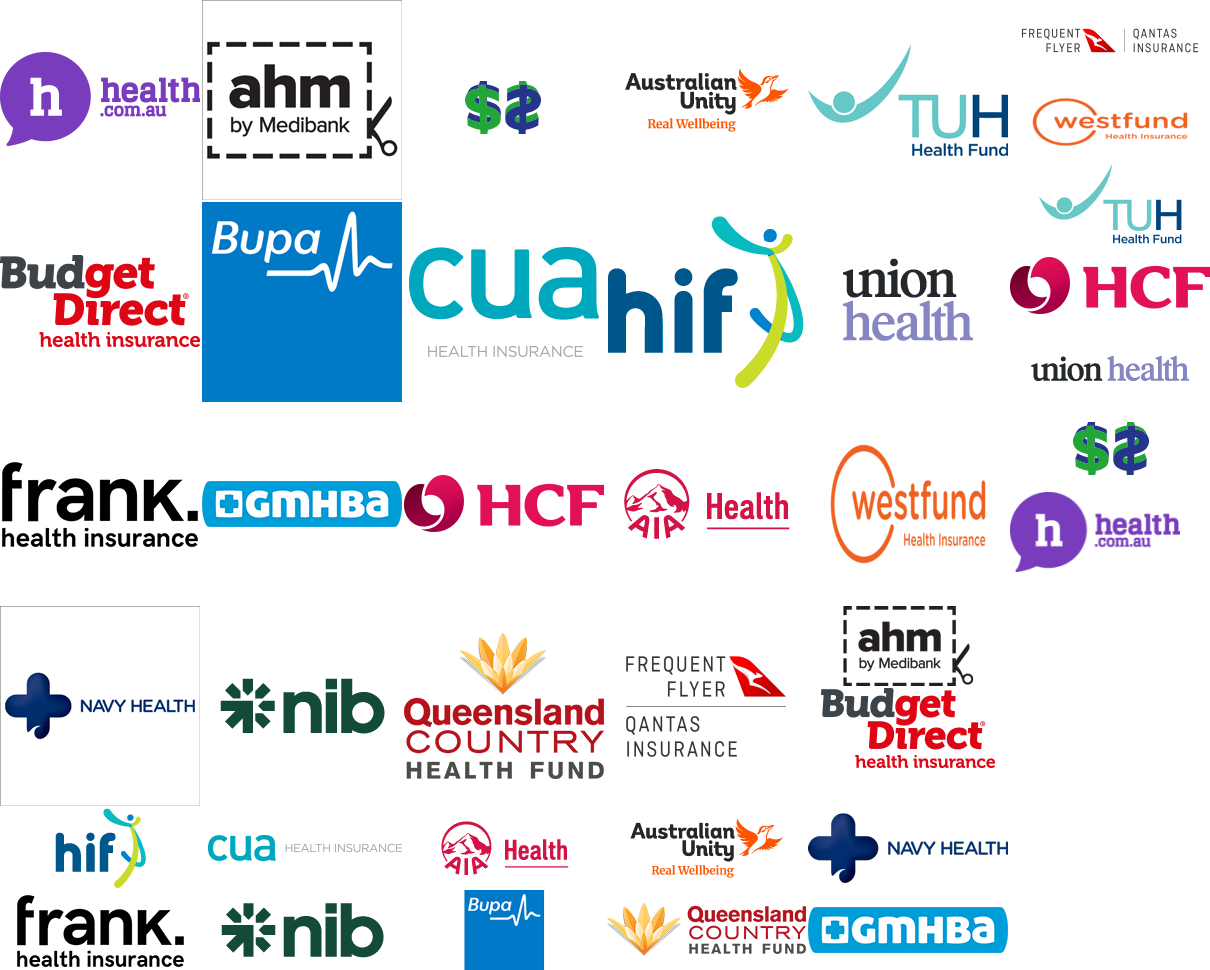 h health
.com.au
ahm
by Medibank
$$
Australian
Unity
Real Wellbeing
TUH
Health Fund
FREQUENT
FLYER
QANTAS
INSURANCE
westfund
Health Insurance
TUH
Health Fund
Budget
Direct®
health insurance
Bupa
cua
HEALTH INSURANCE
hif
union
health
HCF
union health
$$
frank.
health insurance
GMHBa
HCF
AIA Health
westfund
Health Insurance
h health
.com.au
NAVY HEALTH
nib
Queensland
COUNTRY
HEALTH FUND
FREQUENT
FLYER
QANTAS
INSURANCE
ahm
by Medibank
Budget
Direct®
health insurance
hif
cua HEALTH INSURANCE
AIA Health
Australian
Unity
Real Wellbeing
NAVY HEALTH
frank.
health insurance
nib
Bupa
Queensland
COUNTRY
HEALTH FUND
GMHBa